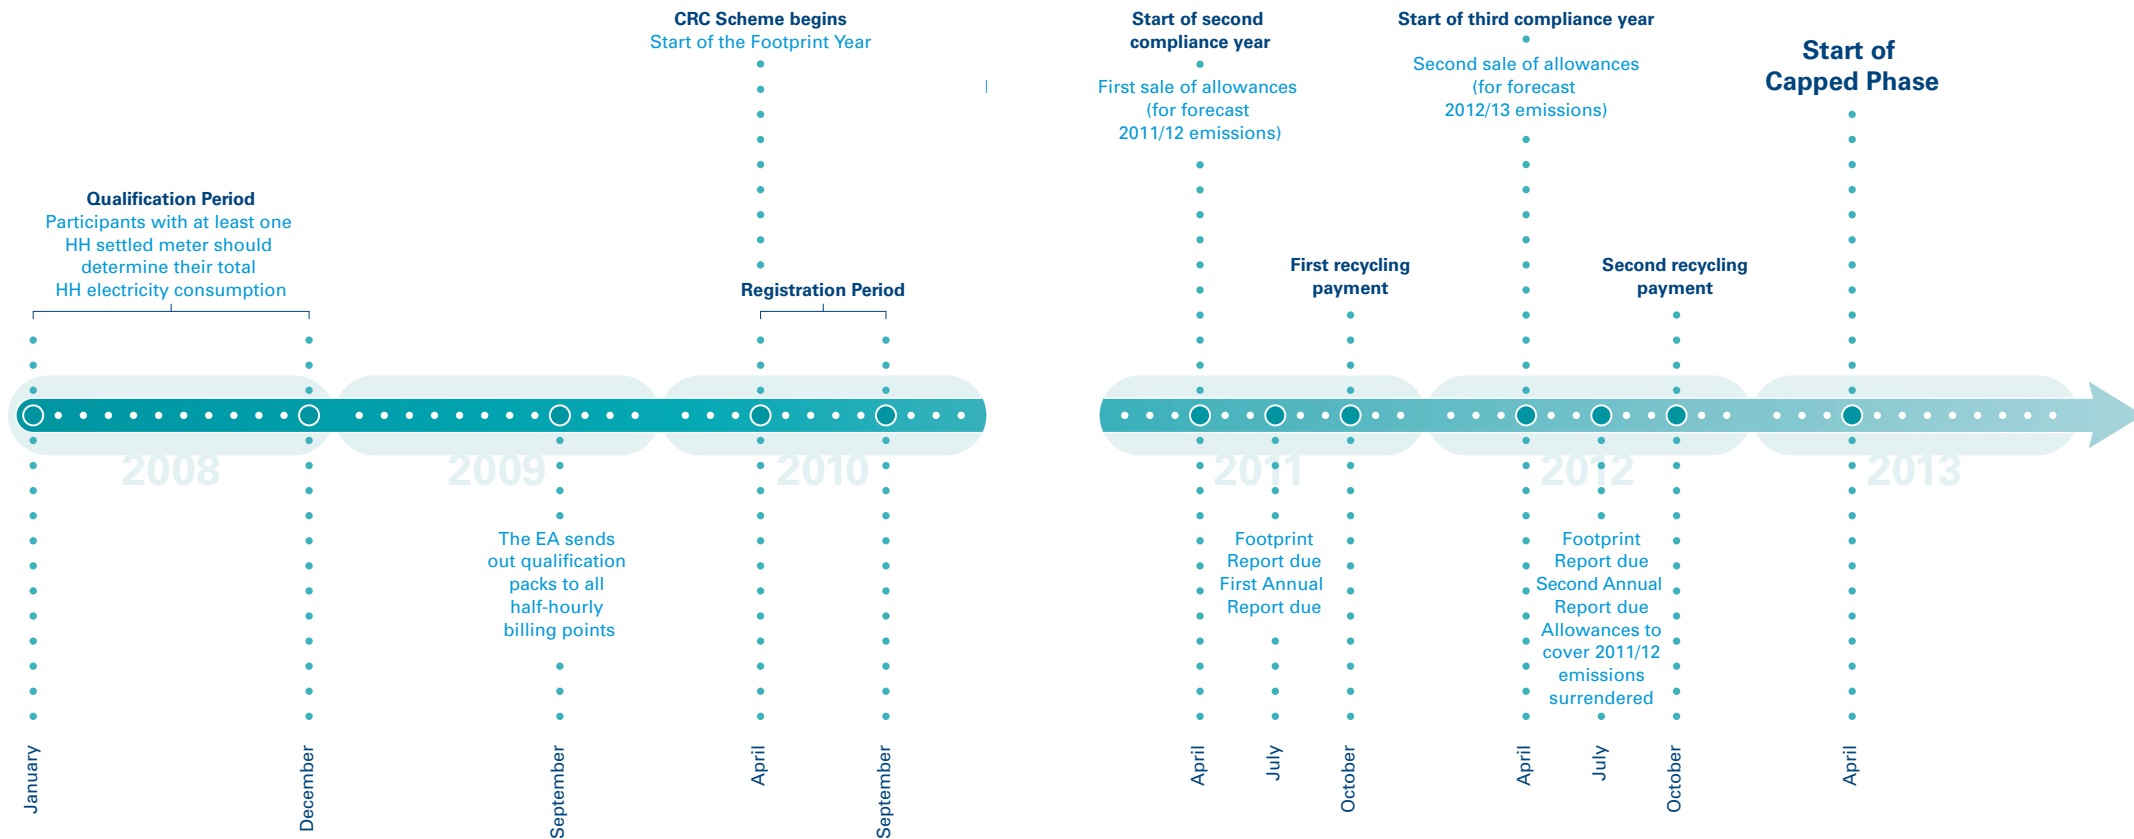 CRC Scheme begins
Start of the Footprint Year
Start of second
compliance year
First sale of allowances
(for forecast
2011/12 emissions)
Start of third compliance year
Second sale of allowances
(for forecast
2012/13 emissions)
Start of
Capped Phase
Qualification Period
Participants with at least one
HH settled meter should
determine their total
HH electricity consumption
Registration Period
First recycling
payment
Second recycling
payment
2008
2009
2010
2011
2012
2013
The EA sends
out qualification
packs to all
half-hourly
billing points
Footprint
Report due
First Annual
Report due
Footprint
Report due
Second Annual
Report due
Allowances to
cover 2011/12
emissions
surrendered
January
December
September
April
September
April
July
October
April
July
October
April